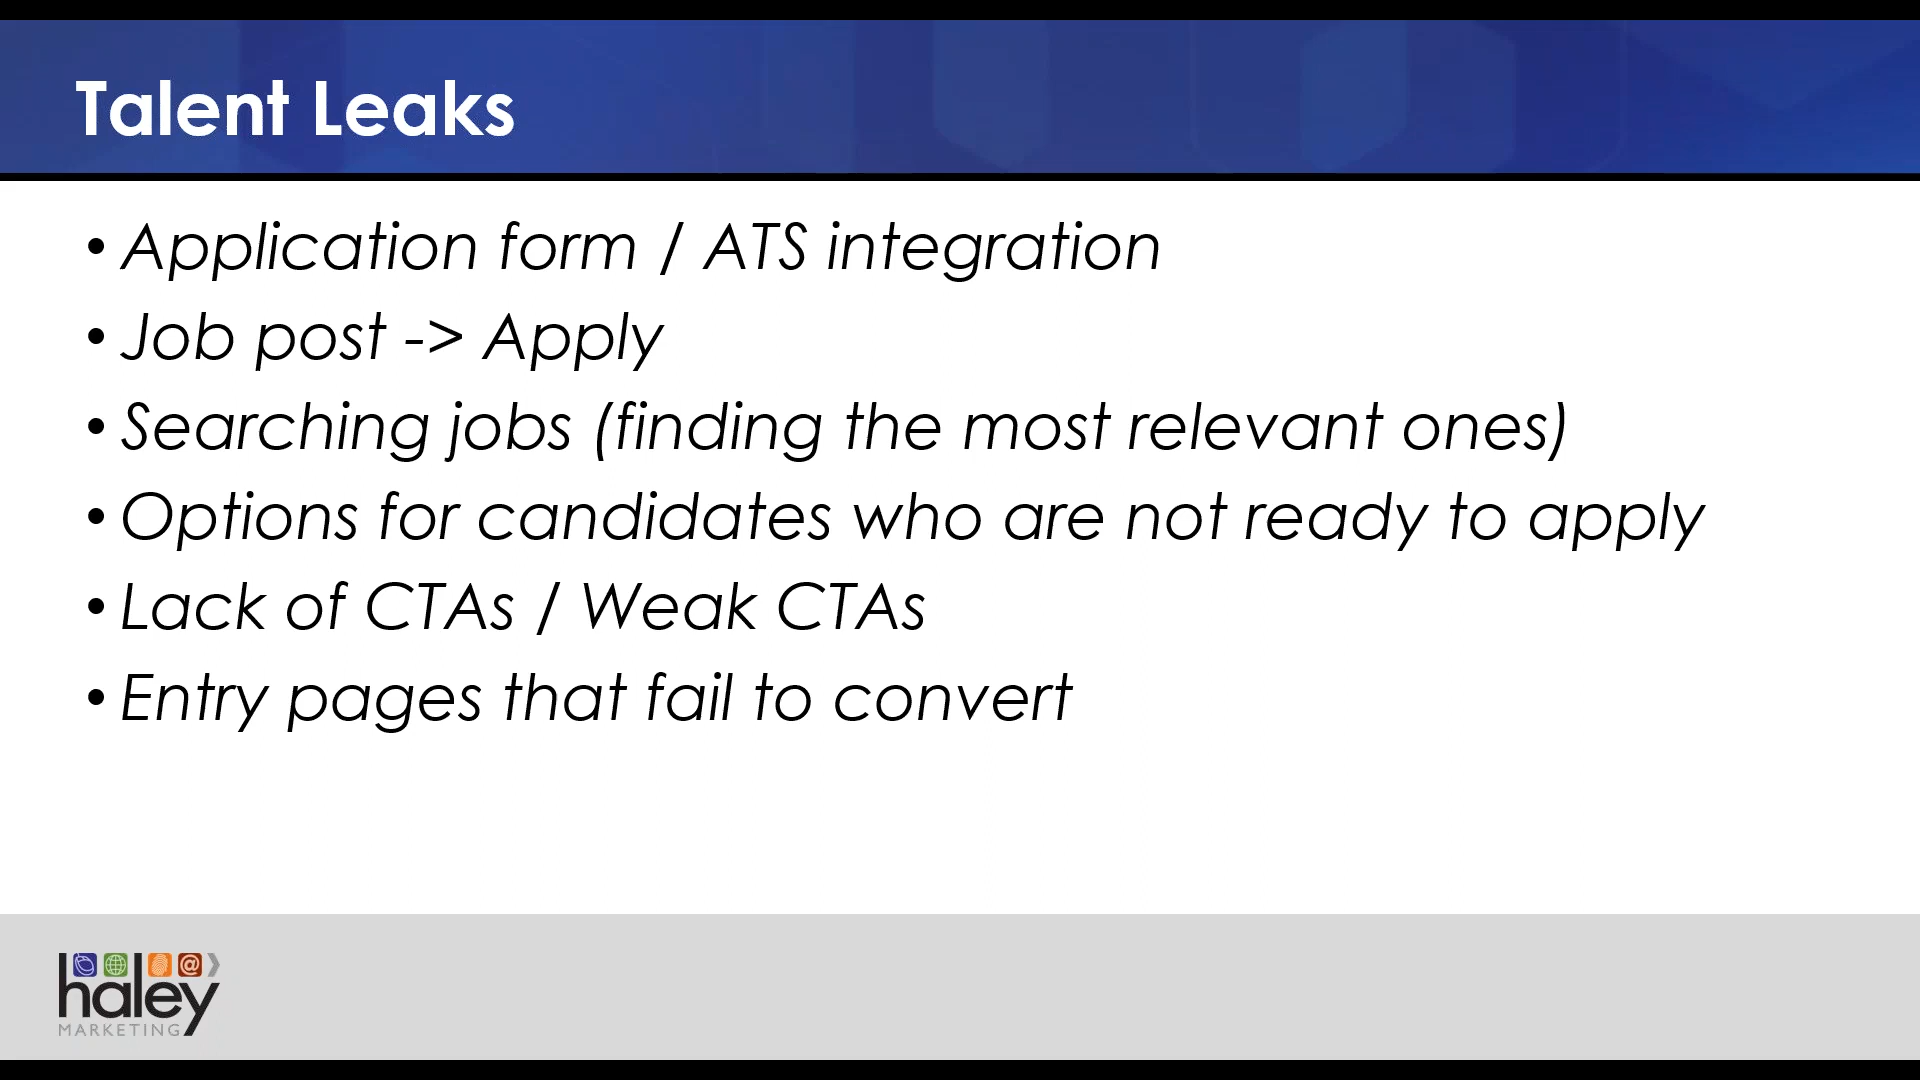 Talent Leaks
• Application form / ATS integration
• Job post -> Apply
• Searching jobs (finding the most relevant ones)
• Options for candidates who are not ready to apply
• Lack of CTAs / Weak CTAs
• Entry pages that fail to convert
@
haley
MARKETING